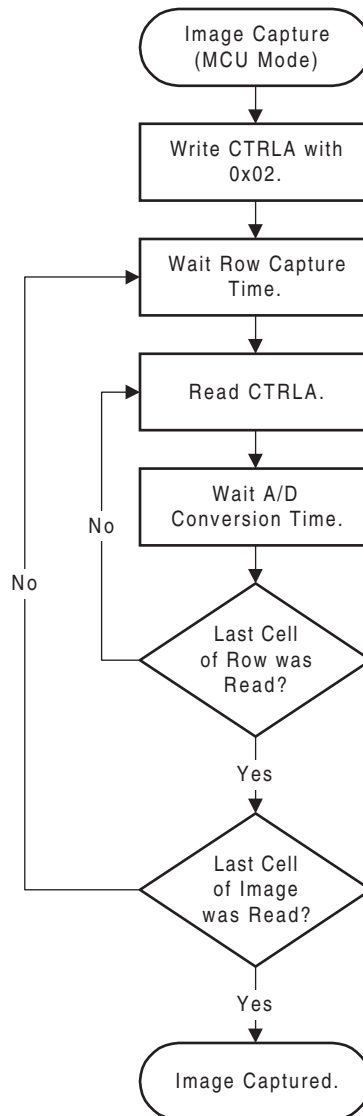 Image Capture
(MCU Mode)
Write CTRLA with
0x02.
Wait Row Capture
Time.
Read CTRLA.
Wait A/D
Conversion Time.
No
No
Last Cell
of Row was
Read?
Yes
Last Cell
of Image
was Read?
Yes
Image Captured.